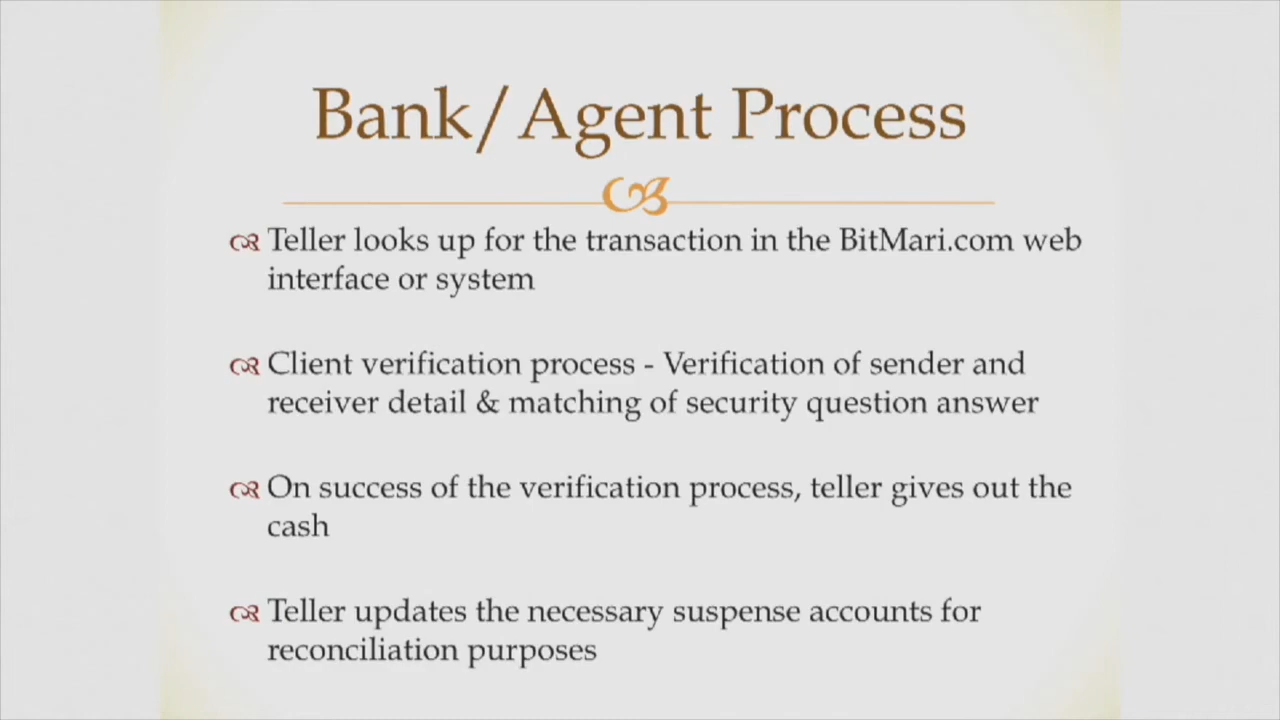 Bank/Agent Process
Teller looks up for the transaction in the BitMari.com web
interface or system
Client verification process - Verification of sender and
receiver detail & matching of security question answer
On success of the verification process, teller gives out the
cash
Teller updates the necessary suspense accounts for
reconciliation purposes